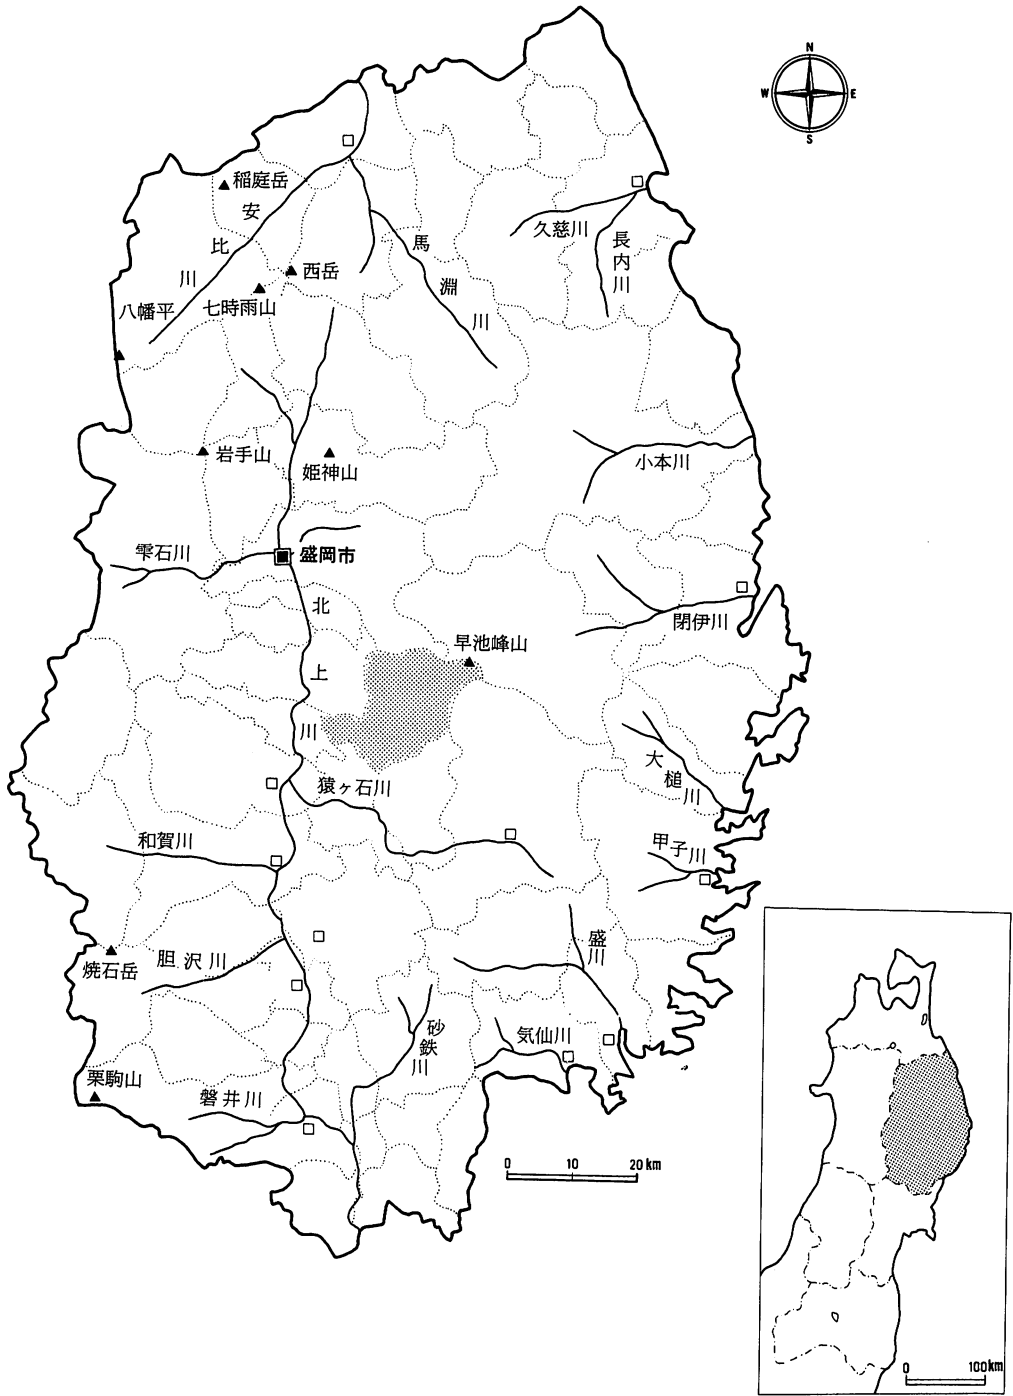 N
W
E
S
稲庭岳
安比川
久慈川
馬淵川
長内川
西岳
八幡平
七時雨山
岩手山
姫神山
小本川
雫石川
盛岡市
北上川
閉伊川
早池峰山
大槌川
猿ヶ石川
和賀川
甲子川
盛川
焼石岳
胆沢川
砂鉄川
気仙川
栗駒山
磐井川
0 10 20km
0 100km